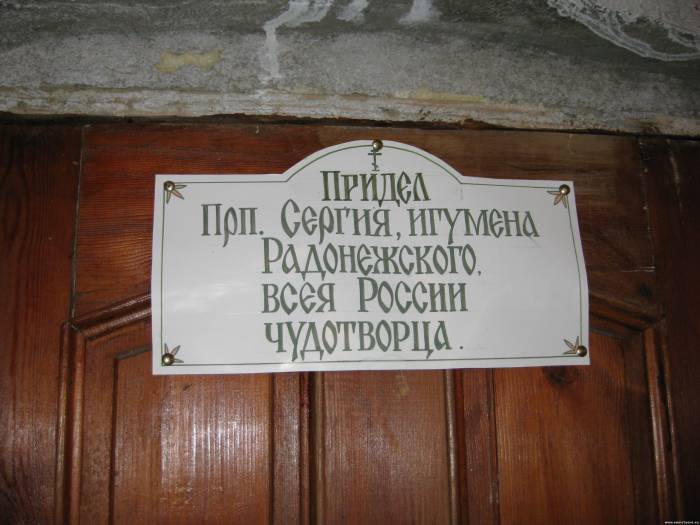 Придел
Прп. Сергия, игумена
Радонежского,
всея России
чудотворца.